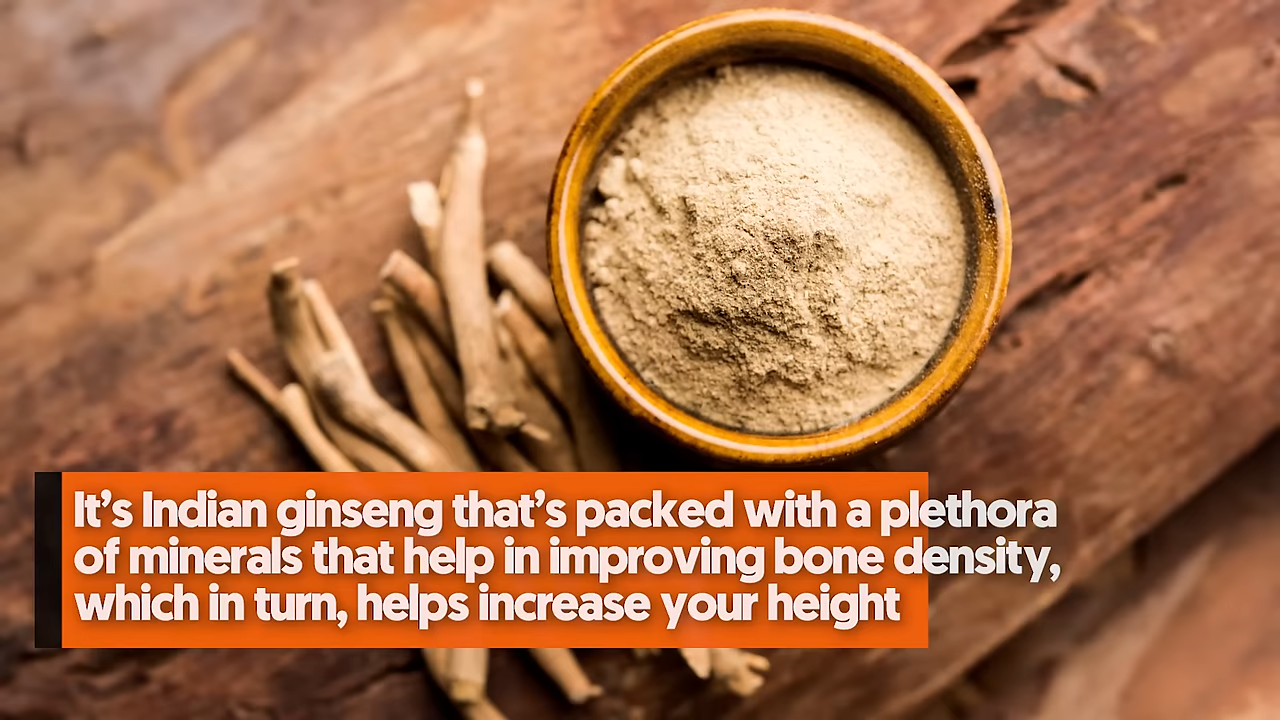 It’s Indian ginseng that’s packed with a plethora
of minerals that help in improving bone density,
which in turn, helps increase your height